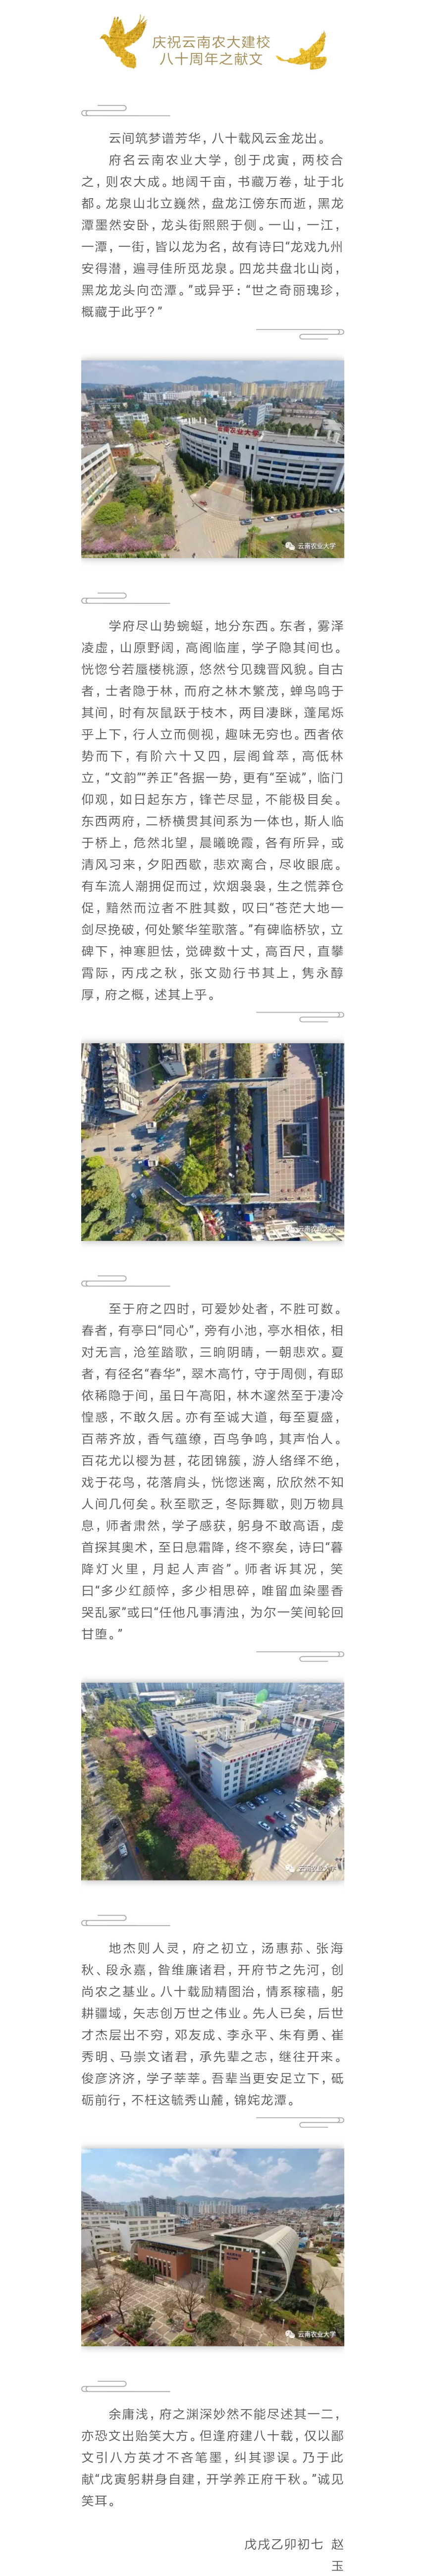 庆祝云南农大建校
八十周年之献文
云间筑梦谱芳华，八十载风云金龙出。
府名云南农业大学，创于戊寅，两校合
之，则农大成。地阔千亩，书藏万卷，址于北
都。龙泉山北立巍然，盘龙江傍东而逝，黑龙
潭墨然安卧，龙头街熙熙于侧。一山，一江，
一潭，一街，皆以龙为名，故有诗曰“龙戏九州
安得潜，遍寻佳所觅龙泉。四龙共盘北山岗，
黑龙龙头向峦潭。”或异乎：“世之奇丽瑰珍，
概藏于此乎？”
云南农业大学
云南农业大学
学府尽山势蜿蜒，地分东西。东者，雾泽
凌虚，山原野阔，高阁临崖，学子隐其间也。
恍惚兮若蜃楼桃源，悠然兮见魏晋风貌。自古
者，士者隐于林，而府之林木繁茂，蝉鸟鸣于
其间，时有灰鼠跃于枝木，两目凄眯，蓬尾烁
乎上下，行人立而侧视，趣味无穷也。西者依
势而下，有阶六十又四，层阁耸萃，高低林
立，“文韵”“养正”各据一势，更有“至诚”，临门
仰观，如日起东方，锋芒尽显，不能极目矣。
东西两府，二桥横贯其间系为一体也，斯人临
于桥上，危然北望，晨曦晚霞，各有所异，或
清风习来，夕阳西歇，悲欢离合，尽收眼底。
有车流人潮拥促而过，炊烟袅袅，生之慌莽仓
促，黯然而泣者不胜其数，叹曰“苍茫大地一
剑尽挽破，何处繁华笙歌落。”有碑临桥欤，立
碑下，神寒胆怯，觉碑数十丈，高百尺，直攀
霄际，丙戌之秋，张文勋行书其上，隽永醇
厚，府之概，述其上乎。
云南农业大学
至于府之四时，可爱妙处者，不胜可数。
春者，有亭曰“同心”，旁有小池，亭水相依，相
对无言，沧笙踏歌，三晌阴晴，一朝悲欢。夏
者，有径名“春华”，翠木高竹，守于周侧，有邸
依稀隐于间，虽日午高阳，林木邃然至于凄冷
惶惑，不敢久居。亦有至诚大道，每至夏盛，
百蒂齐放，香气蕴缭，百鸟争鸣，其声怡人。
百花尤以樱为甚，花团锦簇，游人络绎不绝，
戏于花鸟，花落肩头，恍惚迷离，欣欣然不知
人间几何矣。秋至歌乏，冬际舞歇，则万物具
息，师者肃然，学子感获，躬身不敢高语，虔
首探其奥术，至日息霜降，终不察矣，诗曰“暮
降灯火里，月起人声沓”。师者诉其况，笑
曰“多少红颜悴，多少相思碎，唯留血染墨香
哭乱冢”或曰“任他凡事清浊，为尔一笑间轮回
甘堕。”
云南农业大学
地杰则人灵，府之初立，汤惠荪、张海
秋、段永嘉，昝维廉诸君，开府节之先河，创
尚农之基业。八十载励精图治，情系稼穑，躬
耕疆域，矢志创万世之伟业。先人已矣，后世
才杰层出不穷，邓友成、李永平、朱有勇、崔
秀明、马崇文诸君，承先辈之志，继往开来。
俊彦济济，学子莘莘。吾辈当更安足立下，砥
砺前行，不枉这毓秀山麓，锦姹龙潭。
云南农业大学
余庸浅，府之渊深妙然不能尽述其一二，
亦恐文出贻笑大方。但逢府建八十载，仅以鄙
文引八方英才不吝笔墨，纠其谬误。乃于此
献“戊寅躬耕身自建，开学养正府千秋。”诚见
笑耳。
戊戌乙卯初七 赵
玉